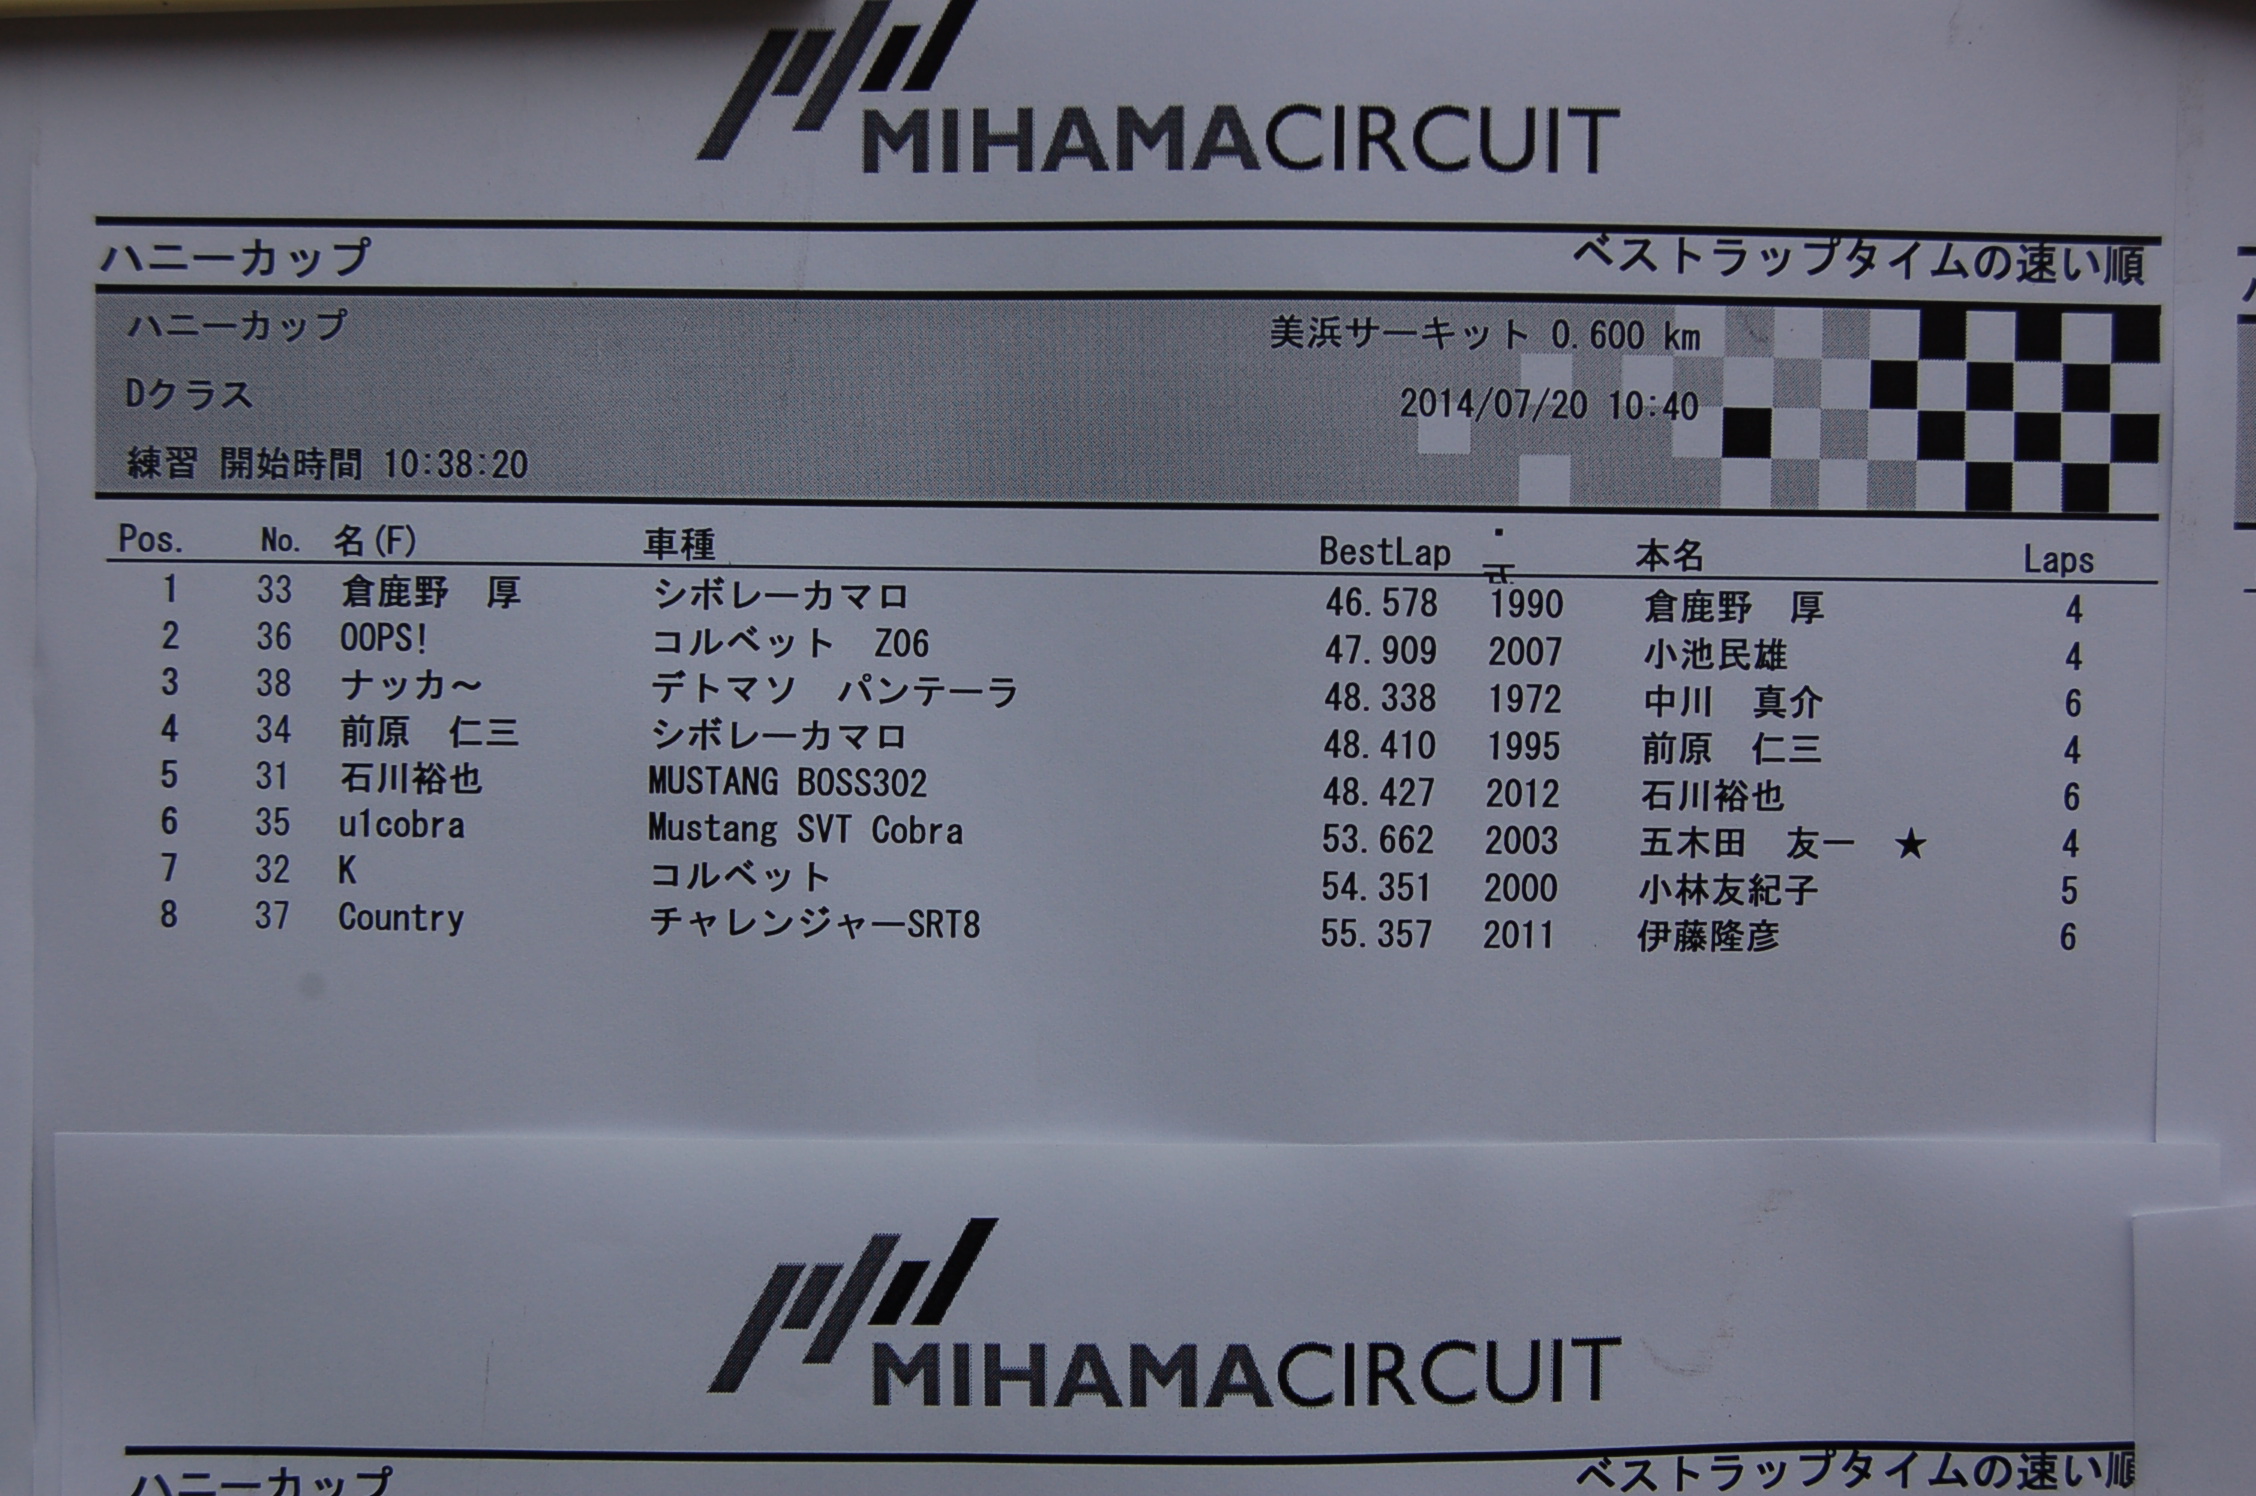 MIHAMACIRCUIT
ハニーカップ ベストラップタイムの速い順
ハニーカップ 美浜サーキット 0.600 km
Dクラス 2014/07/20 10:40
練習 開始時間 10:38:20
Pos. No. 名(F) 車種 BestLap 本名 Laps
1 33 倉鹿野　厚 シボレーカマロ 46.578 1990 倉鹿野　厚 4
2 36 OOPS! コルベット　Z06 47.909 2007 小池民雄 4
3 38 ナッカ～ デトマソ　パンテーラ 48.338 1972 中川　真介 6
4 34 前原　仁三 シボレーカマロ 48.410 1995 前原　仁三 4
5 31 石川裕也 MUSTANG BOSS302 48.427 2012 石川裕也 6
6 35 u1cobra Mustang SVT Cobra 53.662 2003 五木田　友一　★ 4
7 32 K コルベット 54.351 2000 小林友紀子 5
8 37 Country チャレンジャーSRT8 55.357 2011 伊藤隆彦 6
MIHAMACIRCUIT
ハニーカップ ベストラップタイムの速い順